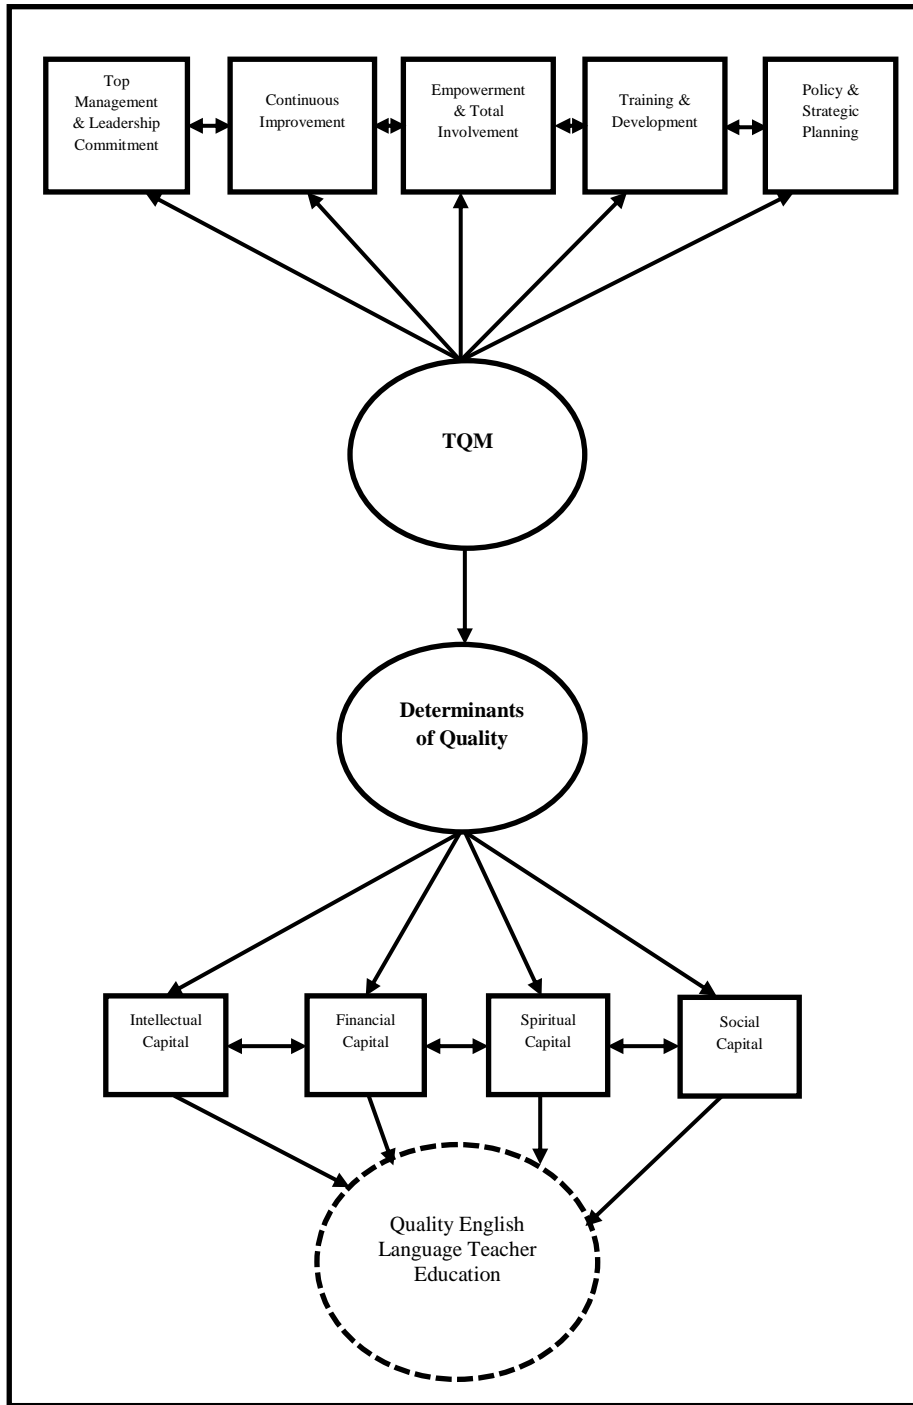 Top
Management
& Leadership
Commitment
Continuous
Improvement
Empowerment
& Total
Involvement
Training &
Development
Policy &
Strategic
Planning
TQM
Determinants
of Quality
Intellectual
Capital
Financial
Capital
Spiritual
Capital
Social
Capital
Quality English
Language Teacher
Education